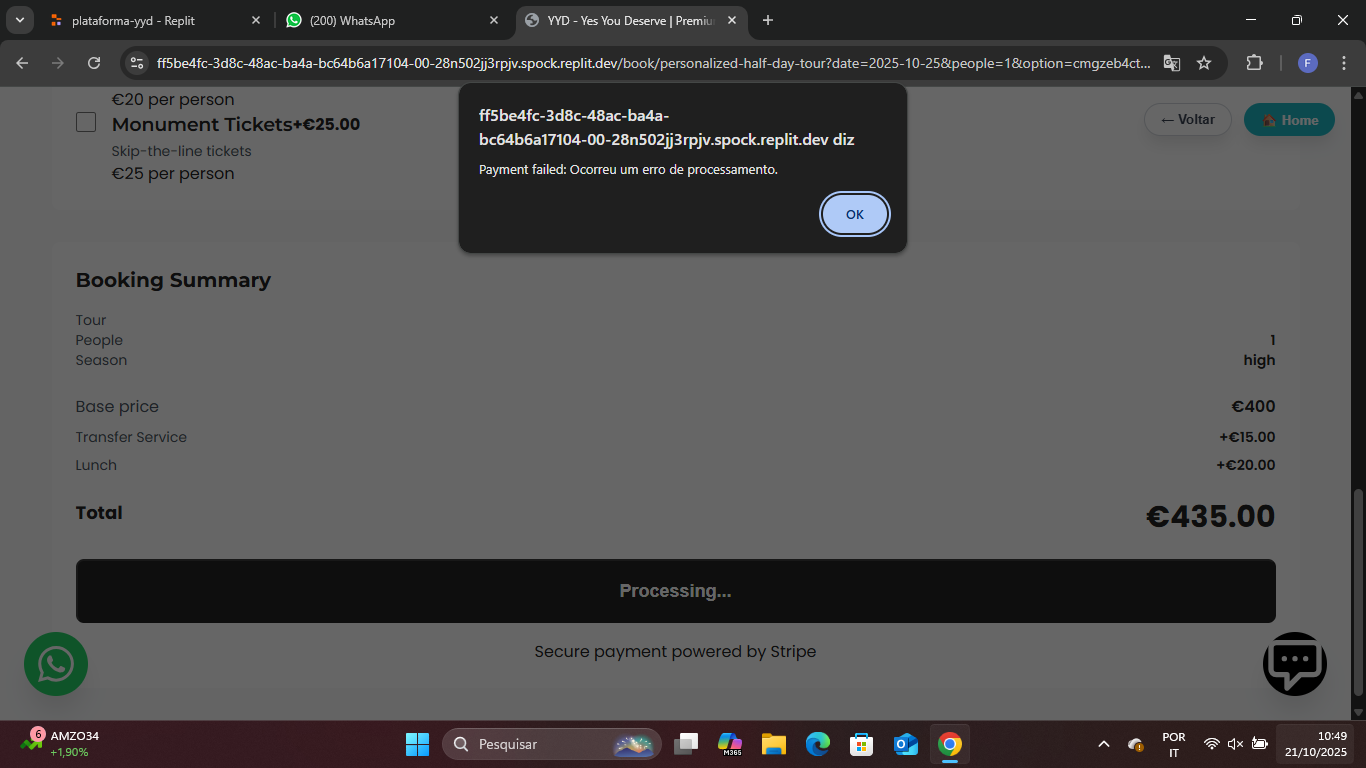 plataforma-yyd - Replit
(200) WhatsApp
YYD - Yes You Deserve | Premiu
ff5be4fc-3d8c-48ac-ba4a-bc64b6a17104-00-28n502jj3rpjv.spock.replit.dev/book/personalized-half-day-tour?date=2025-10-25&people=1&option=cmgzeb4ct...
F
ff5be4fc-3d8c-48ac-ba4a-
bc64b6a17104-00-28n502jj3rpjv.spock.replit.dev diz
Payment failed: Ocorreu um erro de processamento.
OK
€20 per person
Monument Tickets+€25.00
Skip-the-line tickets
€25 per person
← Voltar
Home
Booking Summary
Tour
People 1
Season high
Base price €400
Transfer Service +€15.00
Lunch +€20.00
Total €435.00
Processing...
Secure payment powered by Stripe
6
AMZO34
+1,90%
Pesquisar
M365
POR
IT
10:49
21/10/2025